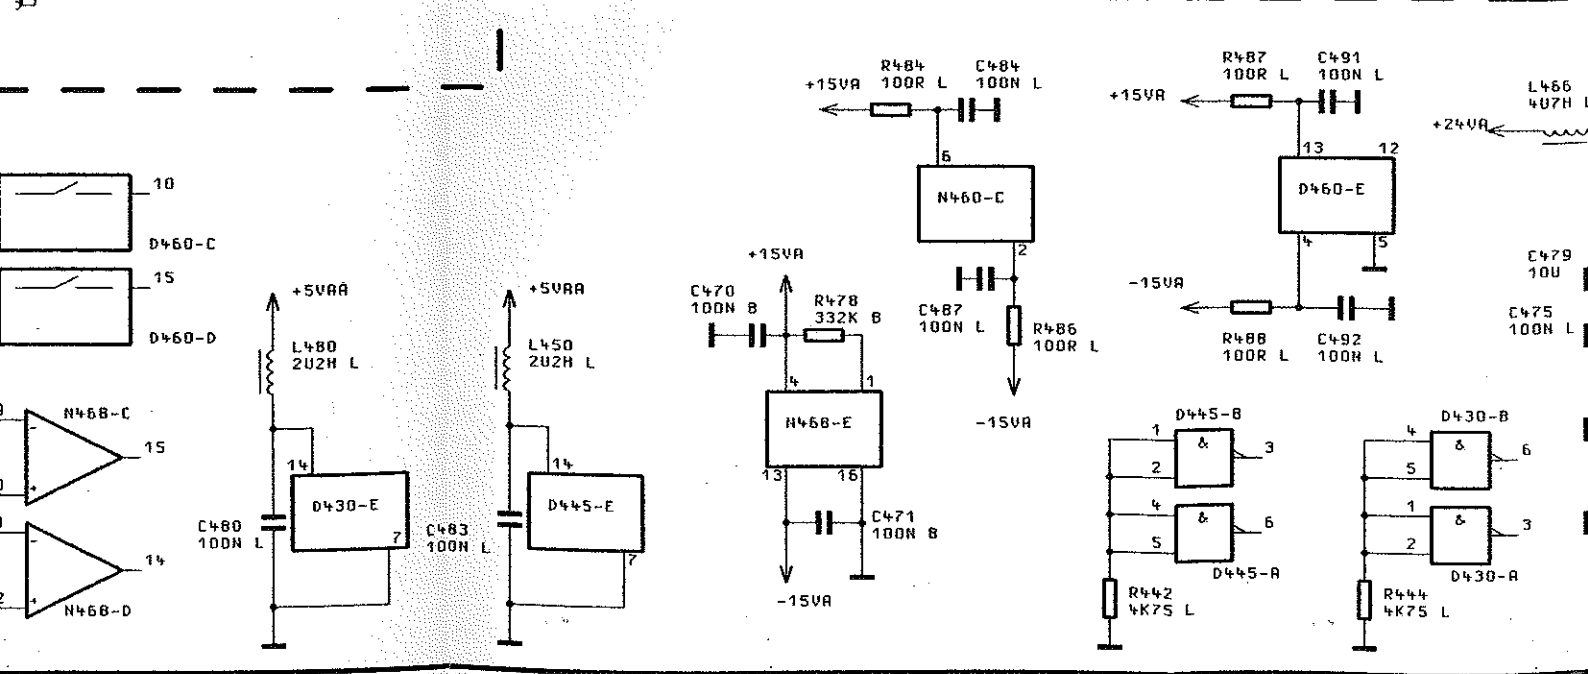 10
D460-C
15
D460-D
N468-C
15
14
N468-D
+5VAA
L480
2U2H L
14
D430-E
7
C480
100N L
+5VAA
L450
2U2H L
14
D445-E
7
C483
100N L
+15VA
C470
100N B
R478
332K B
4
1
N468-E
13
16
C471
100N B
-15VA
R484
100R L
C484
100N L
+15VA
6
N460-C
2
C487
100N L
R486
100R L
-15VA
R487
100R L
C491
100N L
+15VA
13
12
D460-E
4
5
-15VA
R488
100R L
C492
100N L
L466
4U7H L
+24VA
C479
10U
C475
100N L
D445-B
1
&
3
2
4
&
6
5
D445-A
R442
4K75 L
D430-B
4
&
6
5
1
&
3
2
D430-A
R444
4K75 L